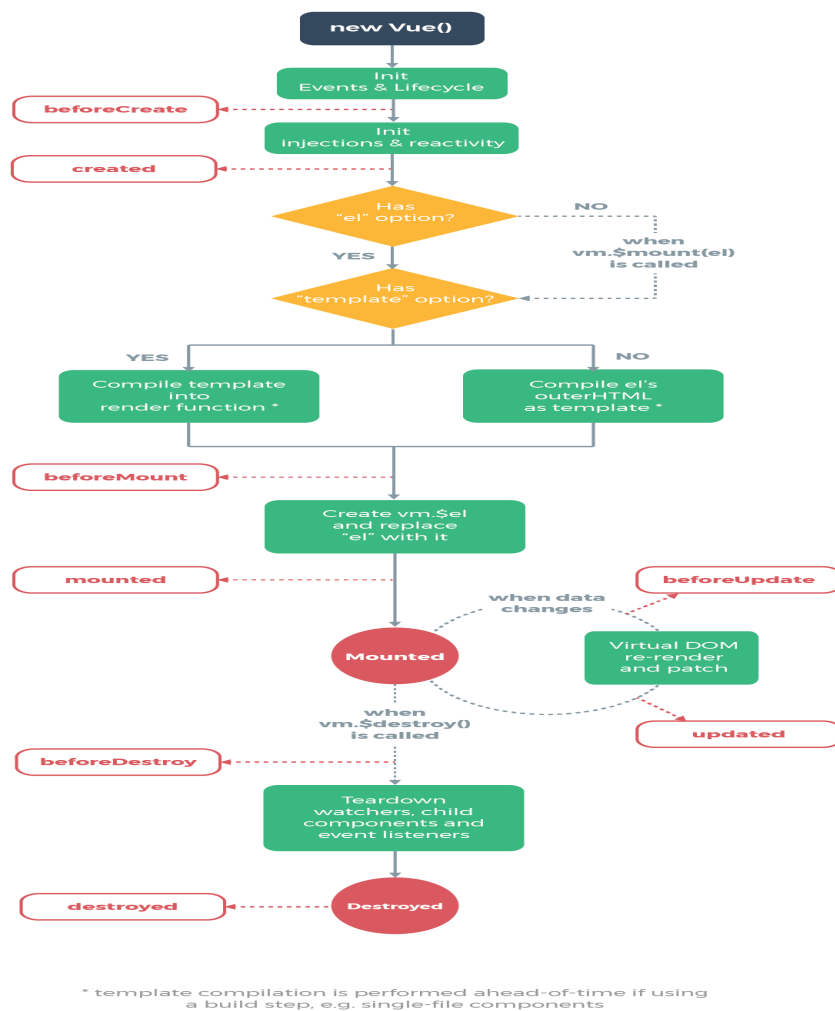 new Vue()
Init
Events & Lifecycle
beforeCreate
Init
injections & reactivity
created
Has
“el” option?
NO
when
vm.$mount(el)
is called
YES
Has
“template” option?
YES
NO
Compile template
into
render function *
Compile el’s
outerHTML
as template *
beforeMount
Create vm.$el
and replace
“el” with it
mounted
when data
changes
beforeUpdate
Mounted
Virtual DOM
re-render
and patch
updated
when
vm.$destroy()
is called
beforeDestroy
Teardown
watchers, child
components and
event listeners
destroyed
Destroyed
* template compilation is performed ahead-of-time if using
a build step, e.g. single-file components